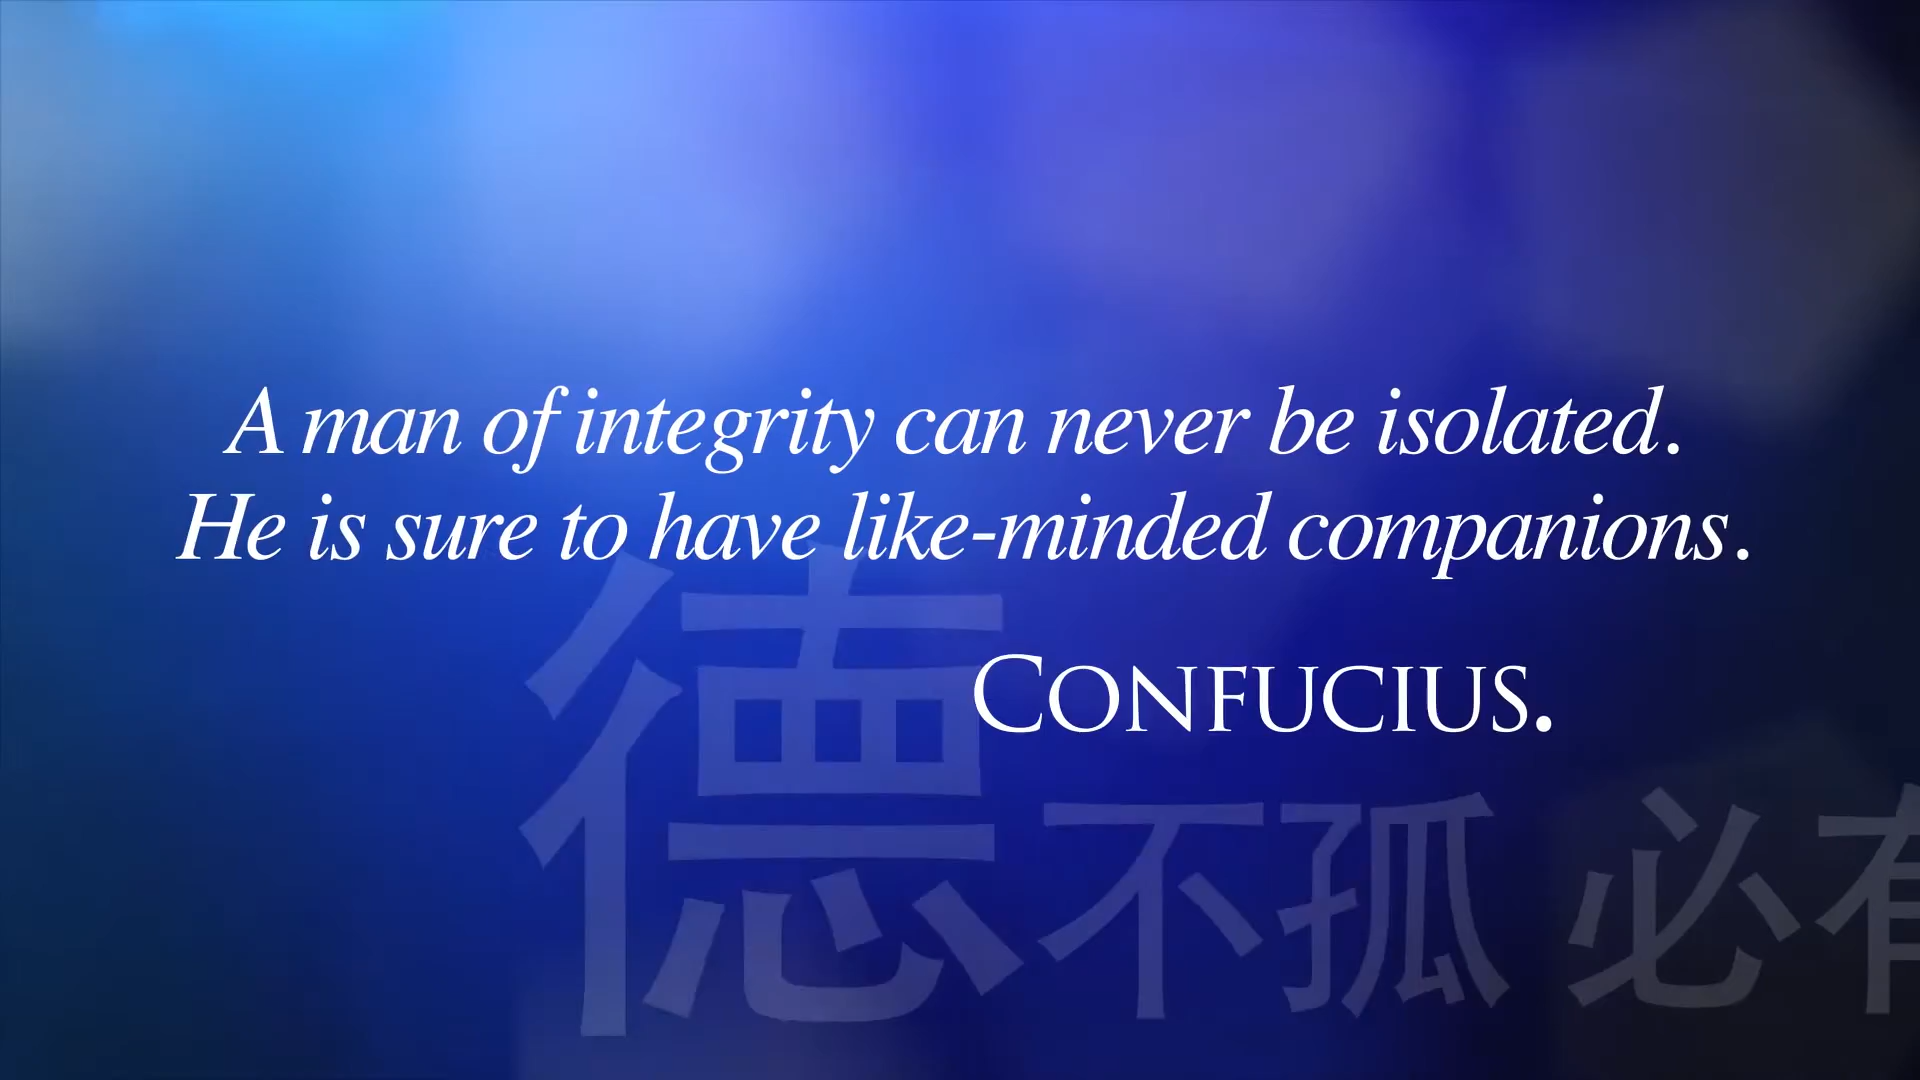 A man of integrity can never be isolated.
He is sure to have like-minded companions.
CONFUCIUS.
德不孤 必有